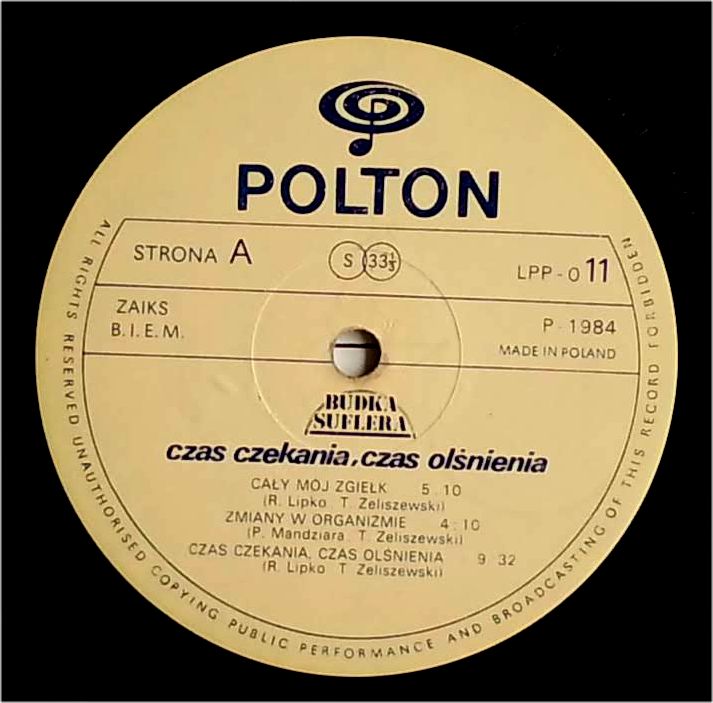 POLTON
STRONA A
S 33⅓
LPP-011
ZAIKS
B.I.E.M.
P-1984
MADE IN POLAND
BUDKA
SUFLERA
czas czekania, czas olśnienia
CAŁY MÓJ ZGIEŁK 5:10
(R. Lipko T. Zeliszewski)
ZMIANY W ORGANIZMIE 4:10
(P. Mandziara T. Zeliszewski)
CZAS CZEKANIA, CZAS OLŚNIENIA 9:32
(R. Lipko T. Zeliszewski)
ALL RIGHTS RESERVED UNAUTHORISED COPYING PUBLIC PERFORMANCE AND BROADCASTING OF THIS RECORD FORBIDDEN